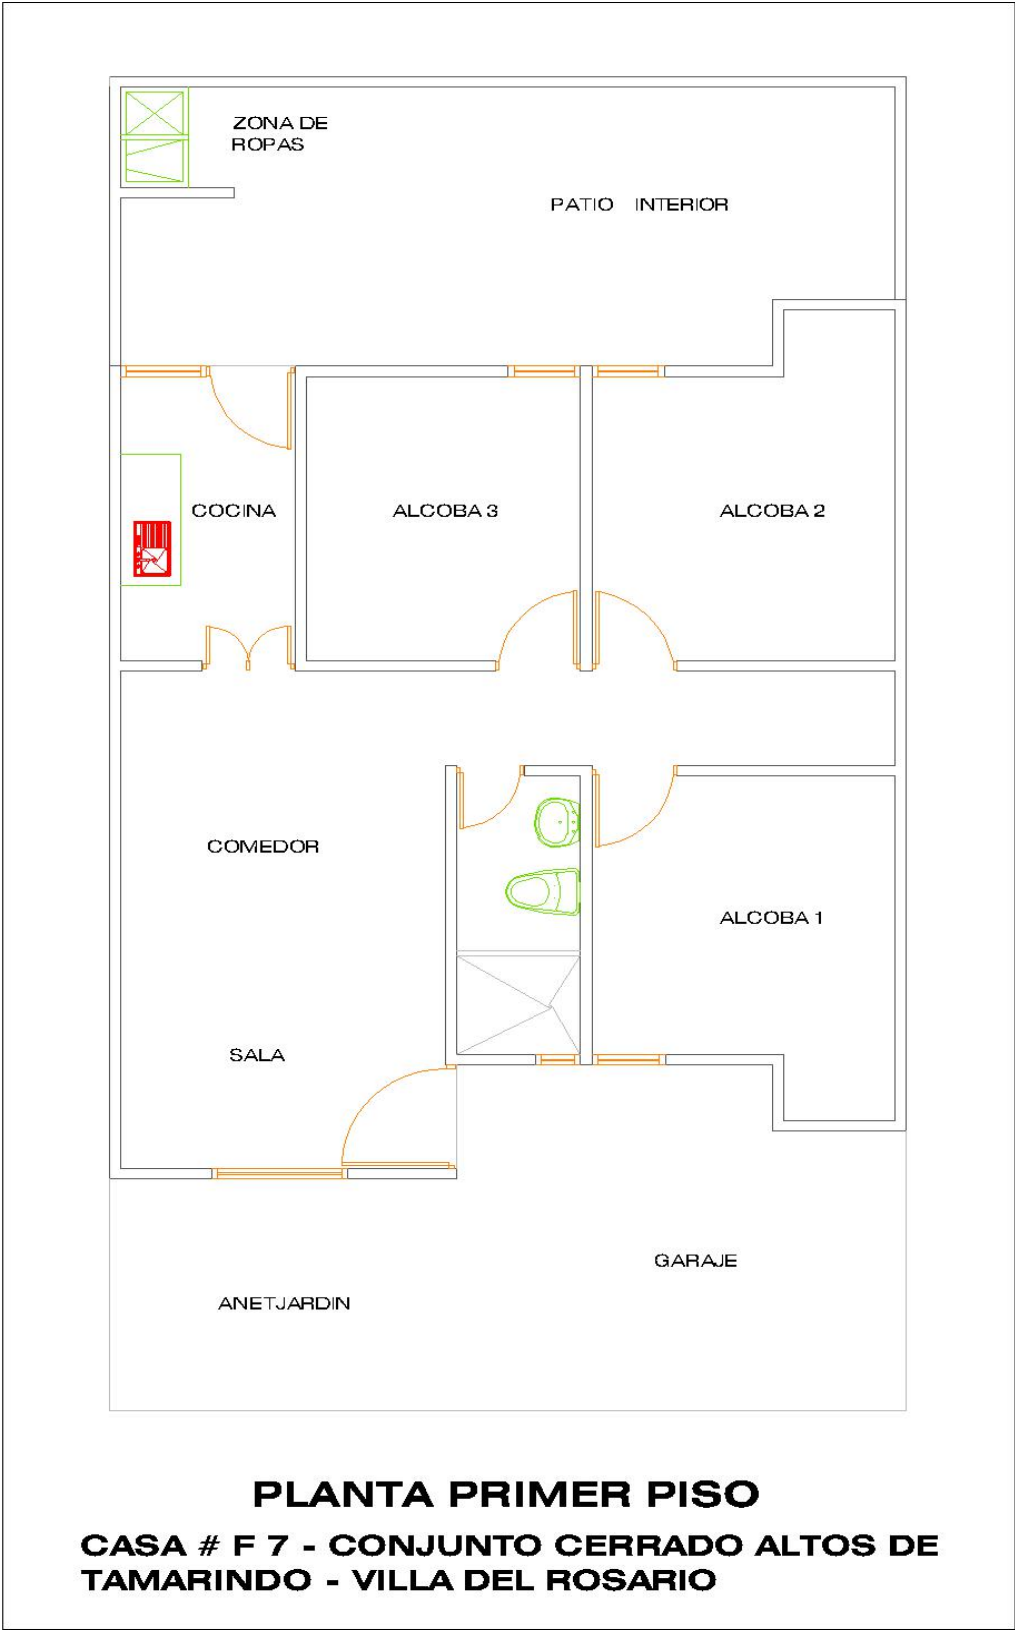 ZONA DE
ROPAS
PATIO INTERIOR
COCINA
ALCOBA 3
ALCOBA 2
COMEDOR
ALCOBA 1
SALA
GARAJE
ANETJARDIN
PLANTA PRIMER PISO
CASA # F 7 - CONJUNTO CERRADO ALTOS DE
TAMARINDO - VILLA DEL ROSARIO